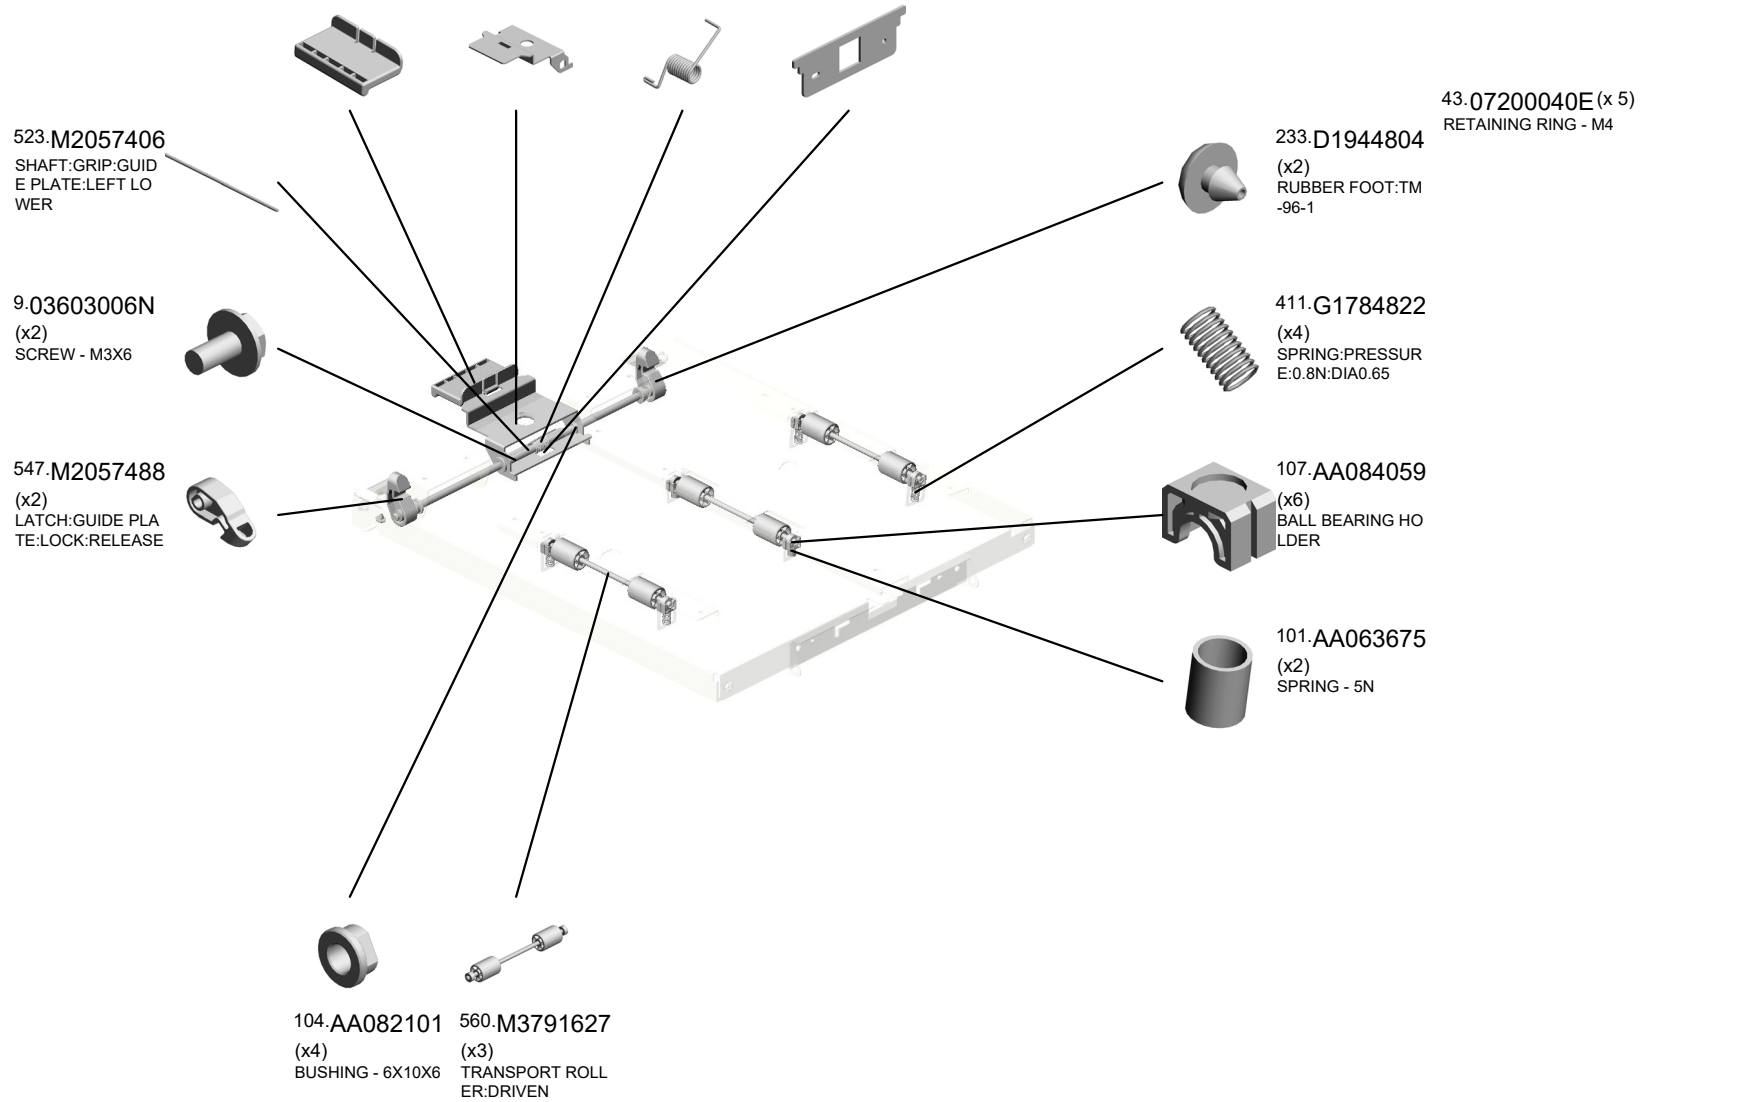 523.M2057406
SHAFT:GRIP:GUID
E PLATE:LEFT LO
WER
9.03603006N
(x2)
SCREW - M3X6
547.M2057488
(x2)
LATCH:GUIDE PLA
TE:LOCK:RELEASE
43.07200040E (x 5)
RETAINING RING - M4
233.D1944804
(x2)
RUBBER FOOT:TM
-96-1
411.G1784822
(x4)
SPRING:PRESSUR
E:0.8N:DIA0.65
107.AA084059
(x6)
BALL BEARING HO
LDER
101.AA063675
(x2)
SPRING - 5N
104.AA082101
(x4)
BUSHING - 6X10X6
560.M3791627
(x3)
TRANSPORT ROLL
ER:DRIVEN